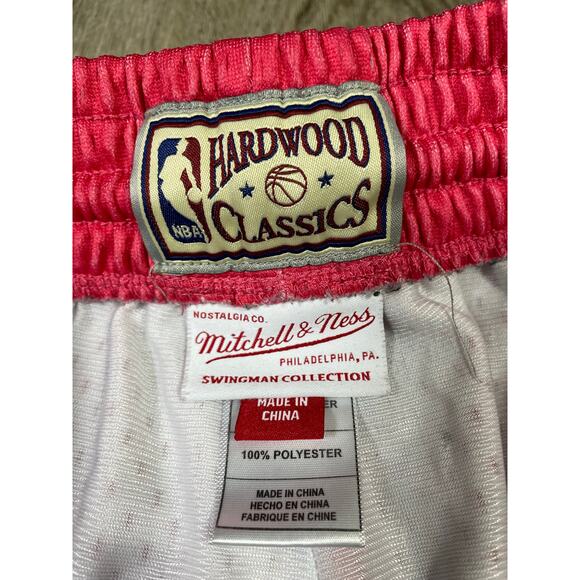 HARDWOOD
NBA
CLASSICS
NOSTALGIA CO.
Mitchell & Ness
PHILADELPHIA, PA.
SWINGMAN COLLECTION
MADE IN
CHINA
ER
100% POLYESTER
MADE IN CHINA
HECHO EN CHINA
FABRIQUE EN CHINE